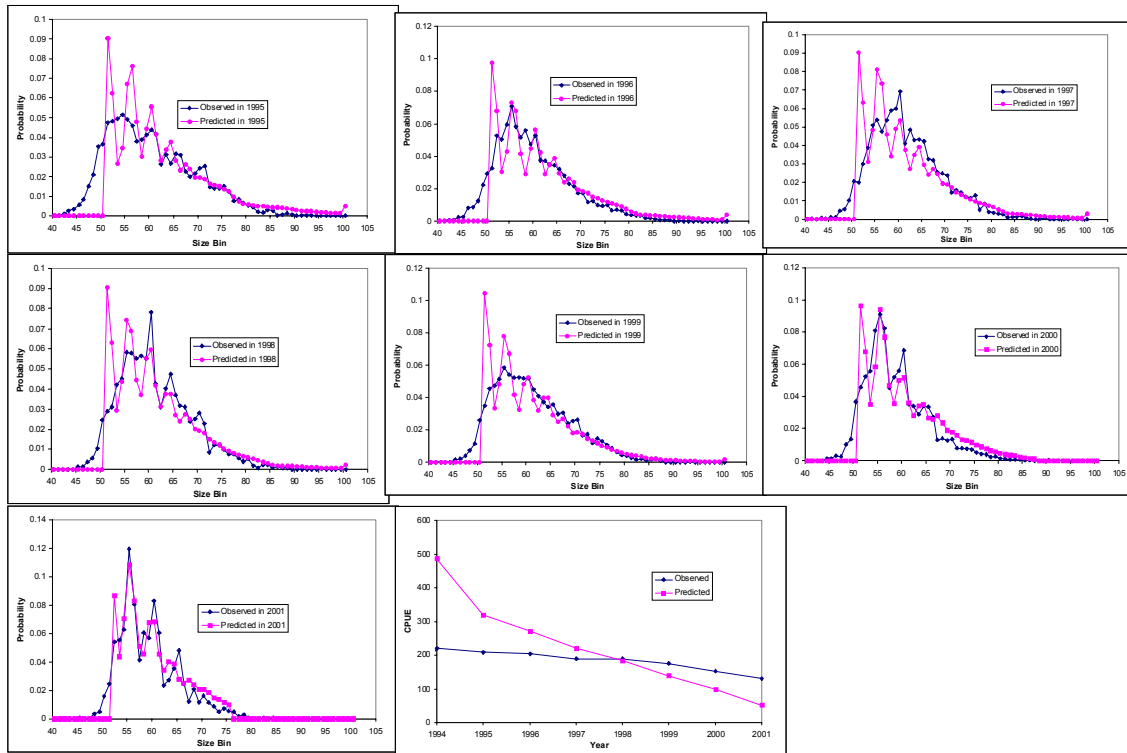 0.1
0.09
0.08
0.07
0.06
0.05
0.04
0.03
0.02
0.01
0
Probability
Observed in 1995
Predicted in 1995
40 45 50 55 60 65 70 75 80 85 90 95 100 105
Size Bin
0.12
0.1
0.08
0.06
0.04
0.02
0
Probability
Observed in 1996
Predicted in 1996
40 45 50 55 60 65 70 75 80 85 90 95 100 105
Size Bin
0.1
0.09
0.08
0.07
0.06
0.05
0.04
0.03
0.02
0.01
0
Probability
Observed in 1997
Predicted in 1997
40 45 50 55 60 65 70 75 80 85 90 95 100 105
Size Bin
0.1
0.09
0.08
0.07
0.06
0.05
0.04
0.03
0.02
0.01
0
Probability
Observed in 1998
Predicted in 1998
40 45 50 55 60 65 70 75 80 85 90 95 100 105
Size Bin
0.12
0.1
0.08
0.06
0.04
0.02
0
Probability
Observed in 1999
Predicted in 1999
40 45 50 55 60 65 70 75 80 85 90 95 100 105
Size Bin
0.12
0.1
0.08
0.06
0.04
0.02
0
Probability
Observed in 2000
Predicted in 2000
40 45 50 55 60 65 70 75 80 85 90 95 100 105
Size Bin
0.14
0.12
0.1
0.08
0.06
0.04
0.02
0
Probability
Observed in 2001
Predicted in 2001
40 45 50 55 60 65 70 75 80 85 90 95 100 105
Size Bin
600
500
400
300
200
100
0
CPUE
Observed
Predicted
1994 1995 1996 1997 1998 1999 2000 2001
Year